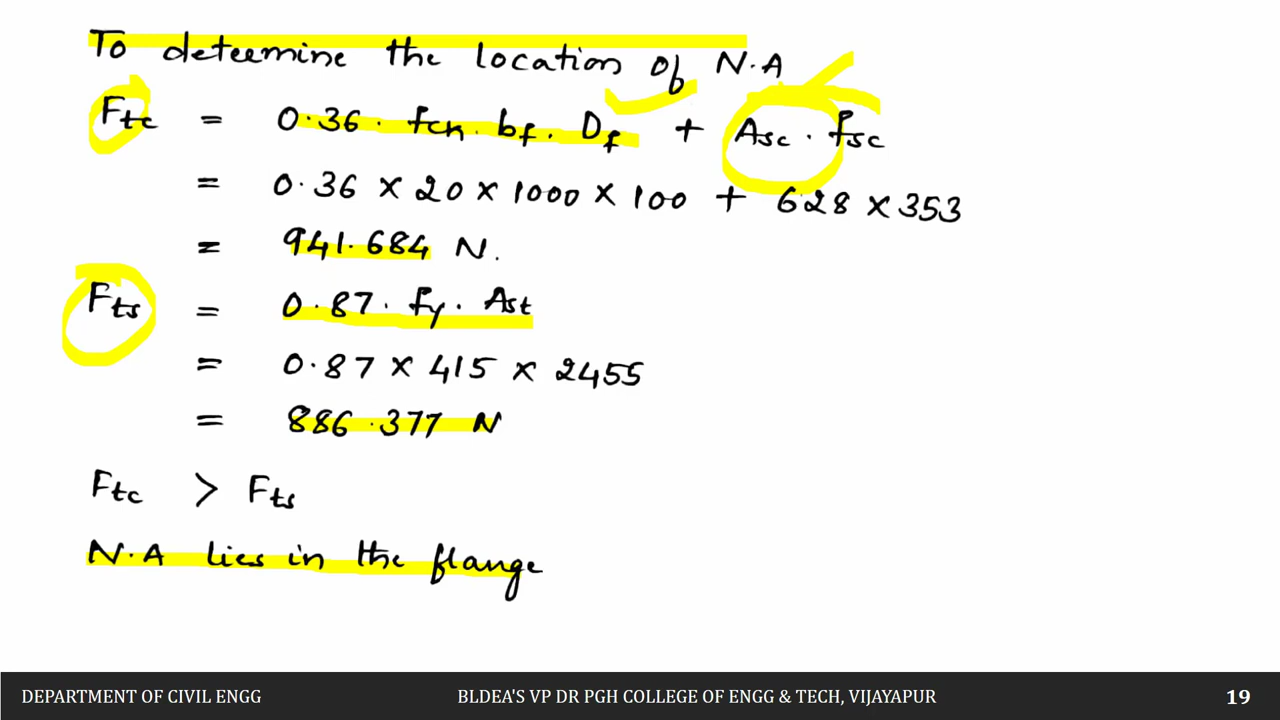 To determine the location of N.A
Ftc = 0.36. fck. bf. Df + Asc. fsc
= 0.36 × 20 × 1000 × 100 + 628 × 353
= 941.684 N.
Fts = 0.87. fy. Ast
= 0.87 × 415 × 2455
= 886.377 N
Ftc > Fts
N.A lies in the flange
DEPARTMENT OF CIVIL ENGG BLDEA'S VP DR PGH COLLEGE OF ENGG & TECH, VIJAYAPUR 19